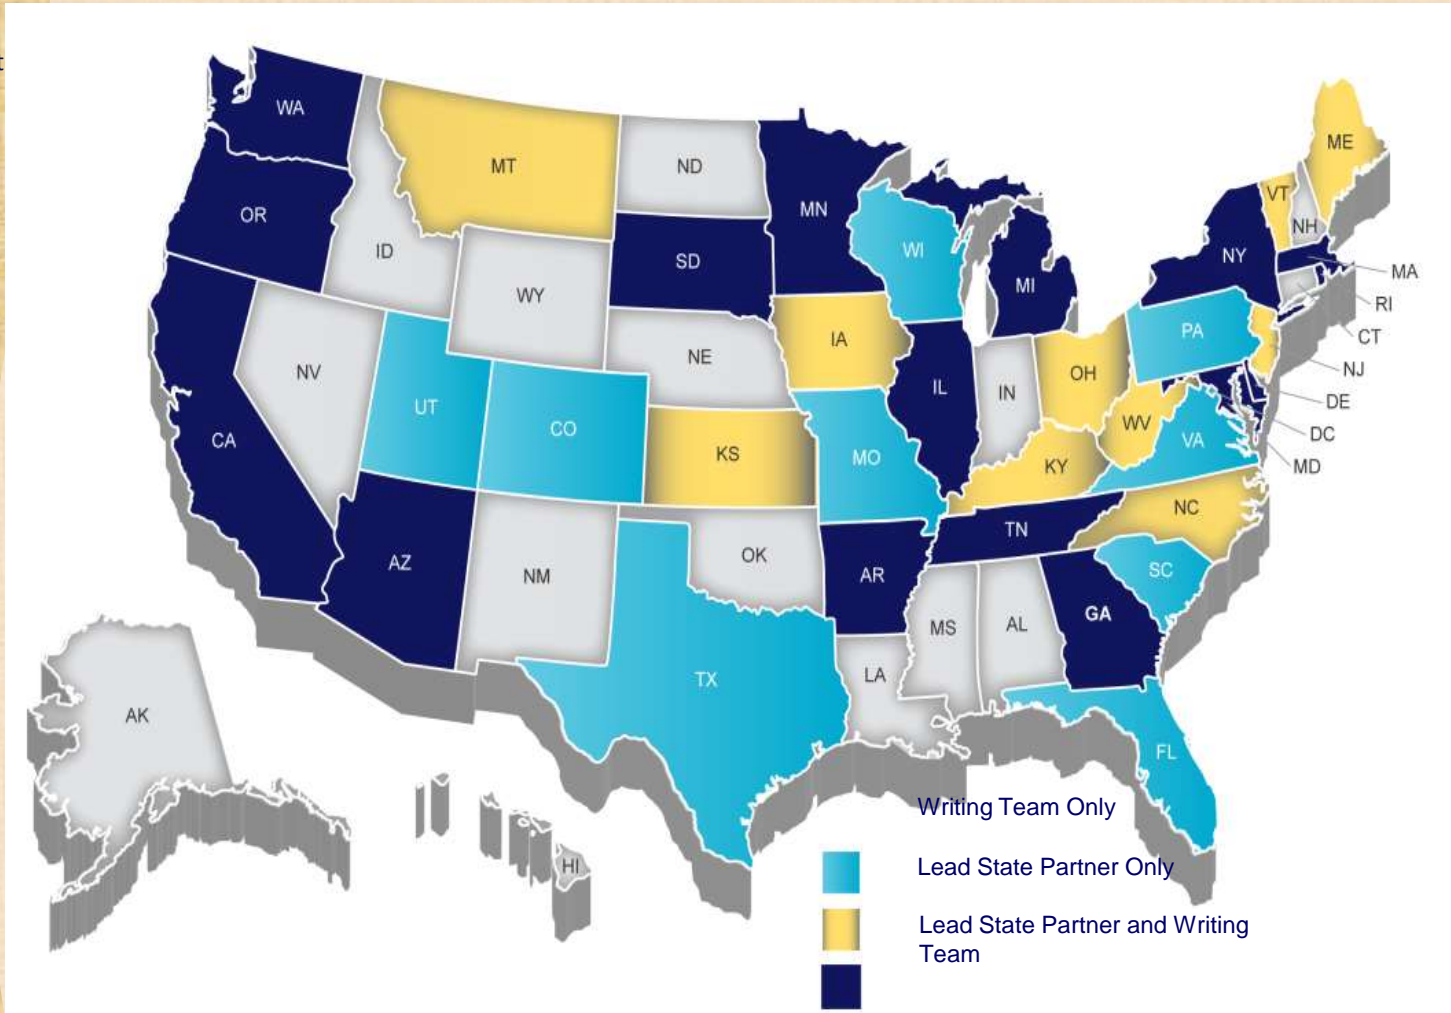 t
WA
MT
ND
MN
ME
VT
NH
OR
ID
SD
WI
MI
NY
MA
RI
CT
WY
IA
PA
NJ
NV
NE
IL
IN
OH
DE
UT
CO
KS
MO
KY
WV
VA
DC
MD
CA
NC
TN
AZ
NM
OK
AR
SC
MS
AL
GA
LA
TX
AK
FL
HI
Writing Team Only
Lead State Partner Only
Lead State Partner and Writing
Team